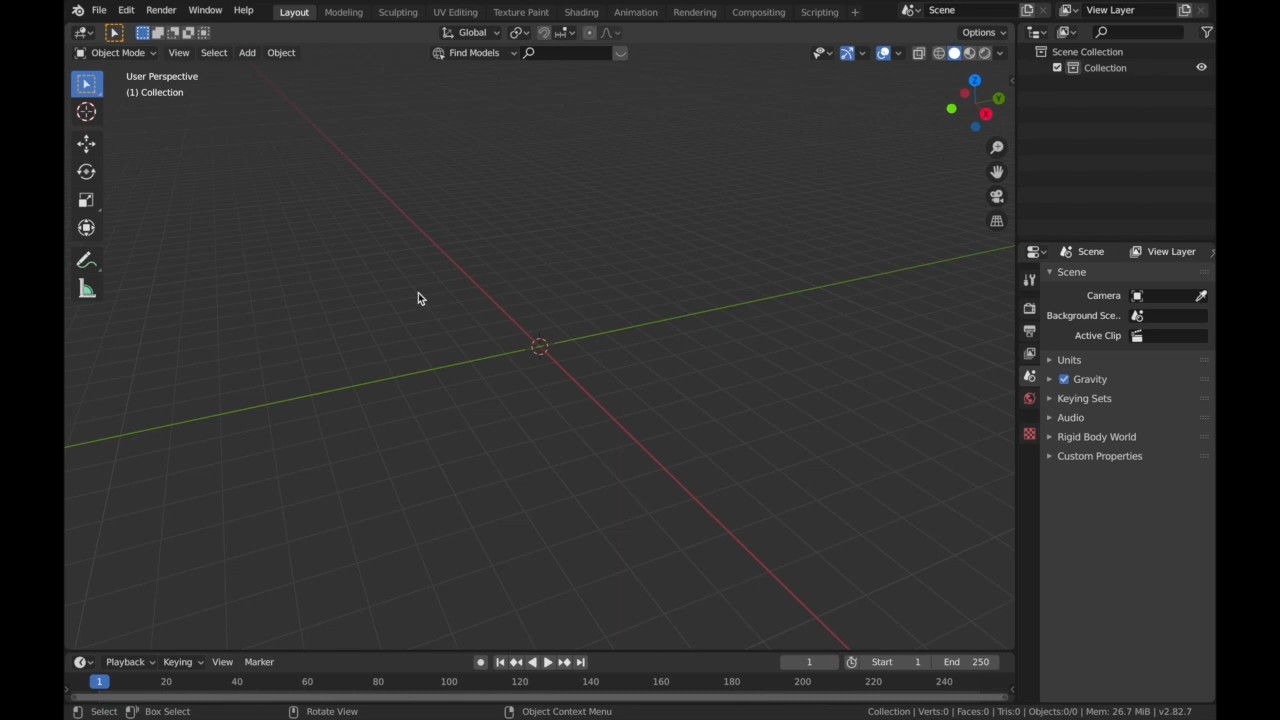 File Edit Render Window Help Layout Modeling Sculpting UV Editing Texture Paint Shading Animation Rendering Compositing Scripting + Scene View Layer
Global Options
Object Mode View Select Add Object Find Models
User Perspective
(1) Collection
Z
Y
X
Scene Collection
Collection
Scene View Layer
Scene
Camera
Background Sce..
Active Clip
Units
Gravity
Keying Sets
Audio
Rigid Body World
Custom Properties
Playback Keying View Marker 1 Start 1 End 250
1 20 40 60 80 100 120 140 160 180 200 220 240
Select Box Select Rotate View Object Context Menu Collection | Verts:0 | Faces:0 | Tris:0 | Objects:0/0 | Mem: 26.7 MiB | v2.82.7